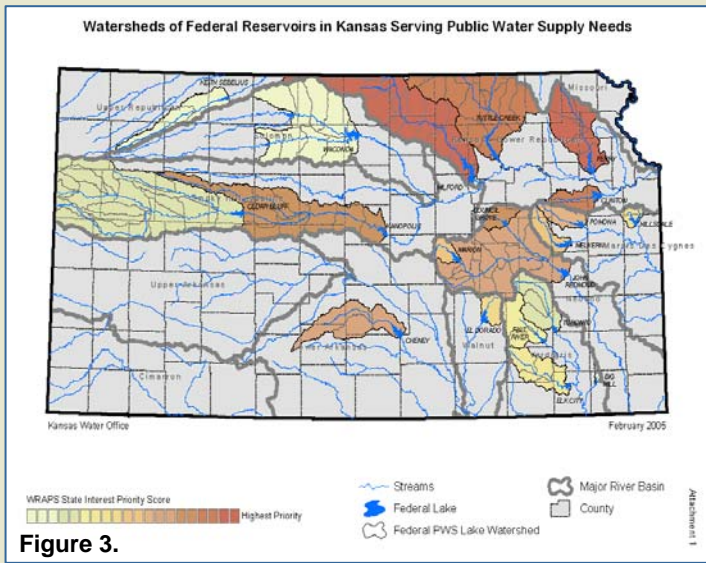 Watersheds of Federal Reservoirs in Kansas Serving Public Water Supply Needs
KEITH SEBELIUS
Upper Republican
Missouri
Solomon
TUTTLE CREEK
WACONDA
PERRY
MILFORD
CLINTON
CEDAR BLUFF
COUNCIL GROVE
KANOPOLIS
POMONA
HILLSDALE
MARION
MELVERN
Marais Des Cygnes
JOHN REDMOUND
Upper Arkansas
Neosho
TORONTO
EL DORADO
FALL RIVER
CHENEY
Walnut
Verdigris
Cimarron
BIG HILL
ELK CITY
Kansas Water Office
February 2005
WRAPS State Interest Priority Score
Highest Priority
Streams
Federal Lake
Federal PWS Lake Watershed
Major River Basin
County
Attachment 1
Figure 3.